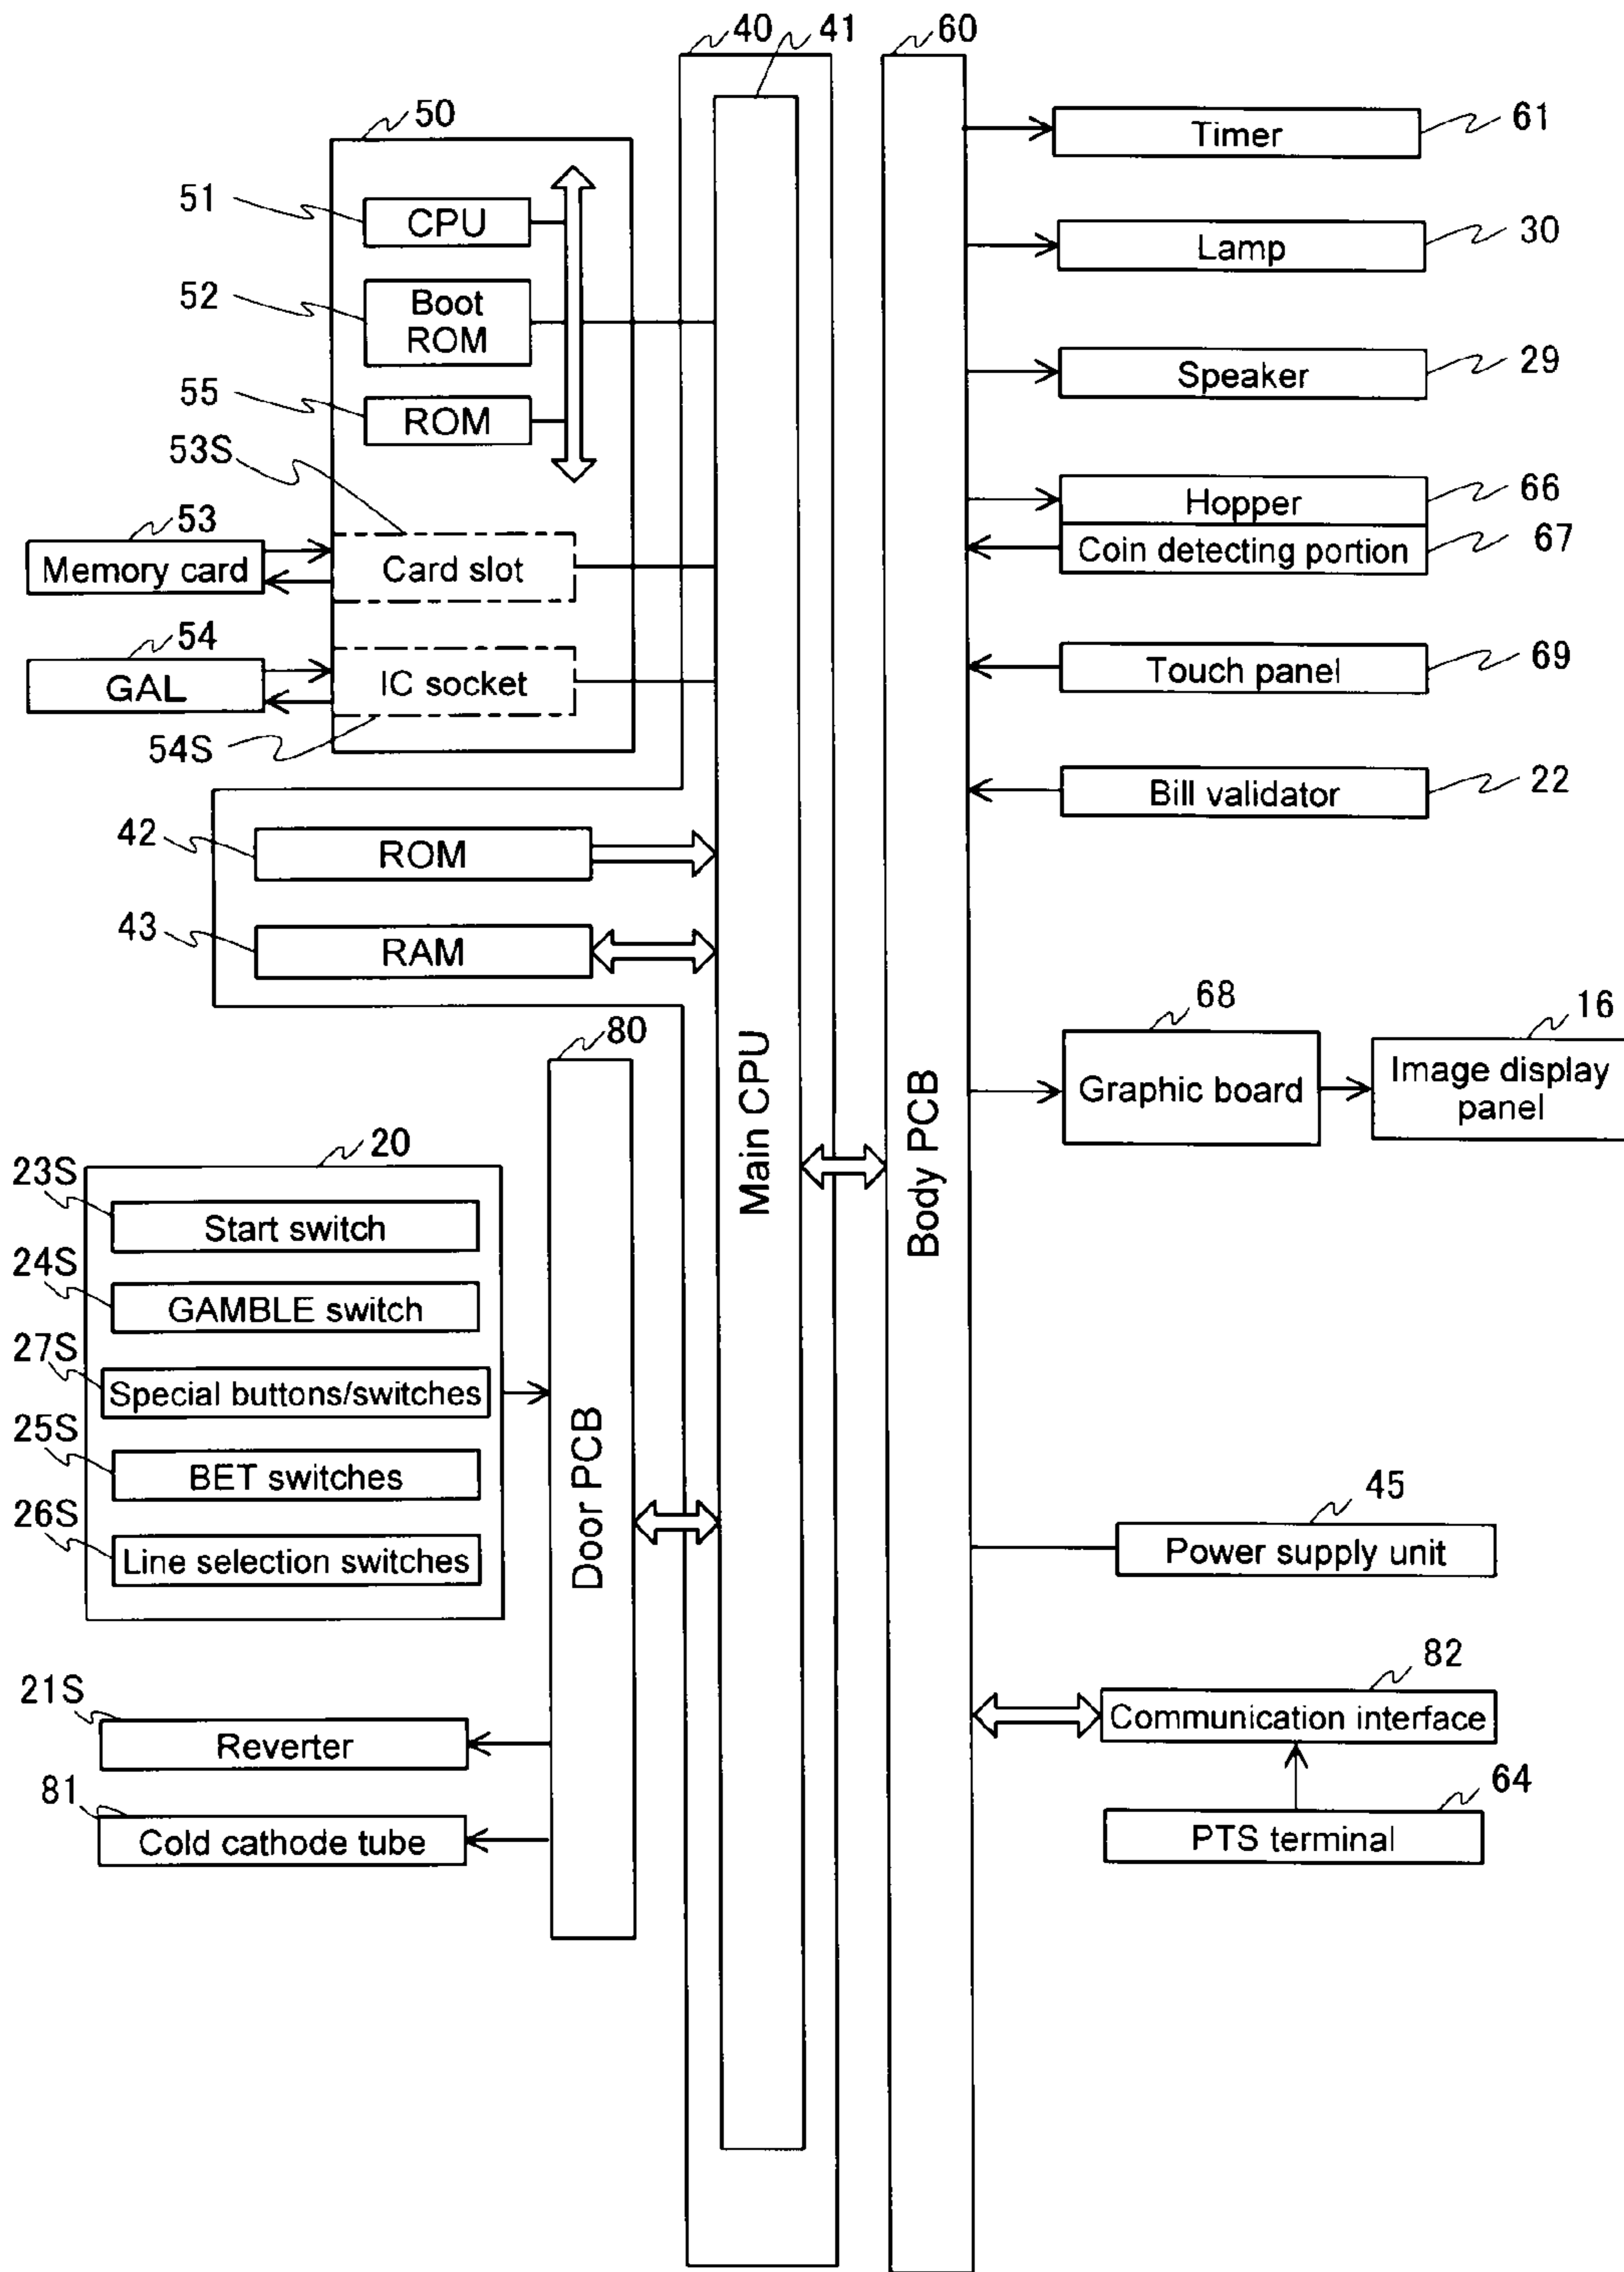 40
41
60
50
51
CPU
52
Boot
ROM
55
ROM
53S
53
Memory card
Card slot
54
GAL
IC socket
54S
42
ROM
43
RAM
Main CPU
Body PCB
80
Door PCB
20
23S
Start switch
24S
GAMBLE switch
27S
Special buttons/switches
25S
BET switches
26S
Line selection switches
21S
Reverter
81
Cold cathode tube
Timer
61
Lamp
30
Speaker
29
Hopper
66
Coin detecting portion
67
Touch panel
69
Bill validator
22
68
Graphic board
16
Image display
panel
45
Power supply unit
82
Communication interface
64
PTS terminal